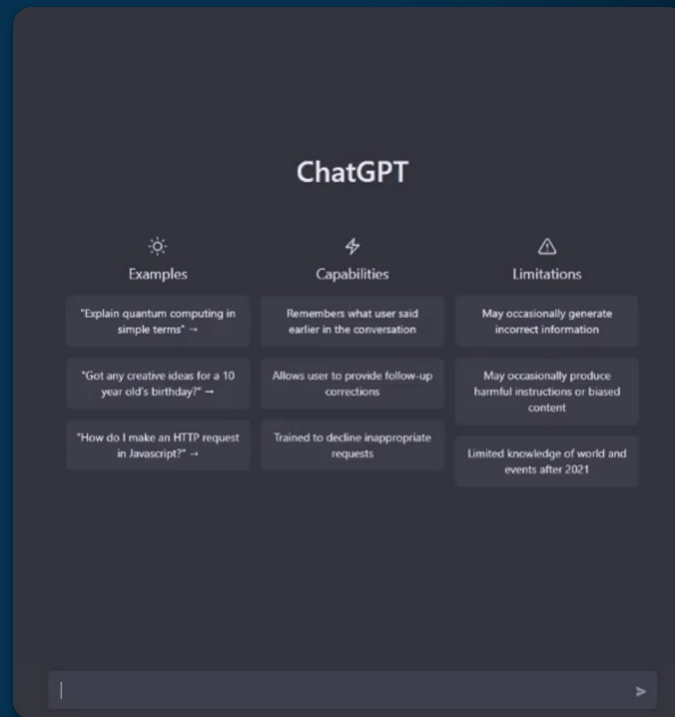 ChatGPT
Examples
"Explain quantum computing in
simple terms" →
"Got any creative ideas for a 10
year old's birthday?" →
"How do I make an HTTP request
in Javascript?" →
Capabilities
Remembers what user said
earlier in the conversation
Allows user to provide follow-up
corrections
Trained to decline inappropriate
requests
Limitations
May occasionally generate
incorrect information
May occasionally produce
harmful instructions or biased
content
Limited knowledge of world and
events after 2021